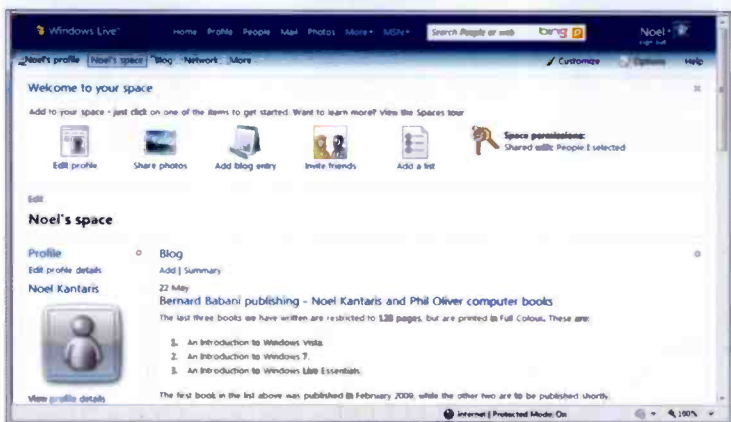 Windows Live™ Home Profile People Mail Photos More MSN Search People or web bing Noel
sign out
Noel's profile Noel's space Blog Network More Customize Options Help
Welcome to your space
Add to your space - just click on one of the items to get started. Want to learn more? View the Spaces tour
Edit profile Share photos Add blog entry Invite friends Add a list
Space permissions:
Shared with: People I selected
Edit
Noel's space
Profile
Edit profile details
Noel Kantaris
View profile details
Blog
Add | Summary
22 May
Bernard Babani publishing - Noel Kantaris and Phil Oliver computer books
The last three books we have written are restricted to 128 pages, but are printed in Full Colour. These are:
1. An Introduction to Windows Vista.
2. An Introduction to Windows 7.
3. An Introduction to Windows Live Essentials.
The first book in the list above was published in February 2009, while the other two are to be published shortly.
Internet | Protected Mode: On 100%